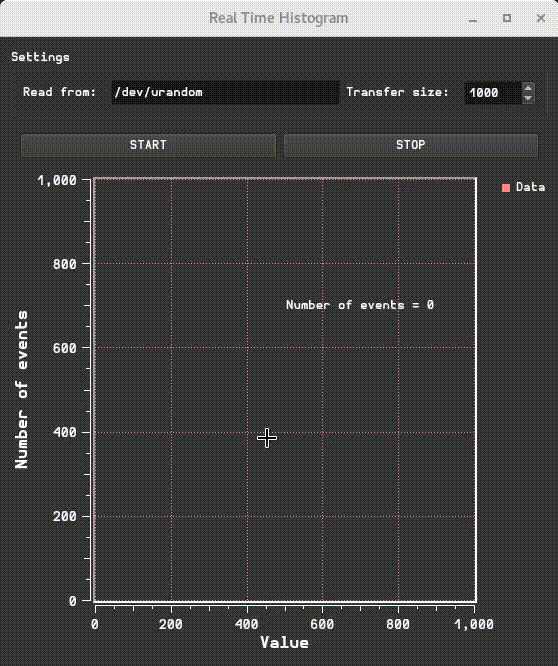 Real Time Histogram
Settings
Read from: /dev/urandom Transfer size: 1000
START STOP
1,000
Data
800
Number of events = 0
600
Number of events
400
200
0
0 200 400 600 800 1,000
Value